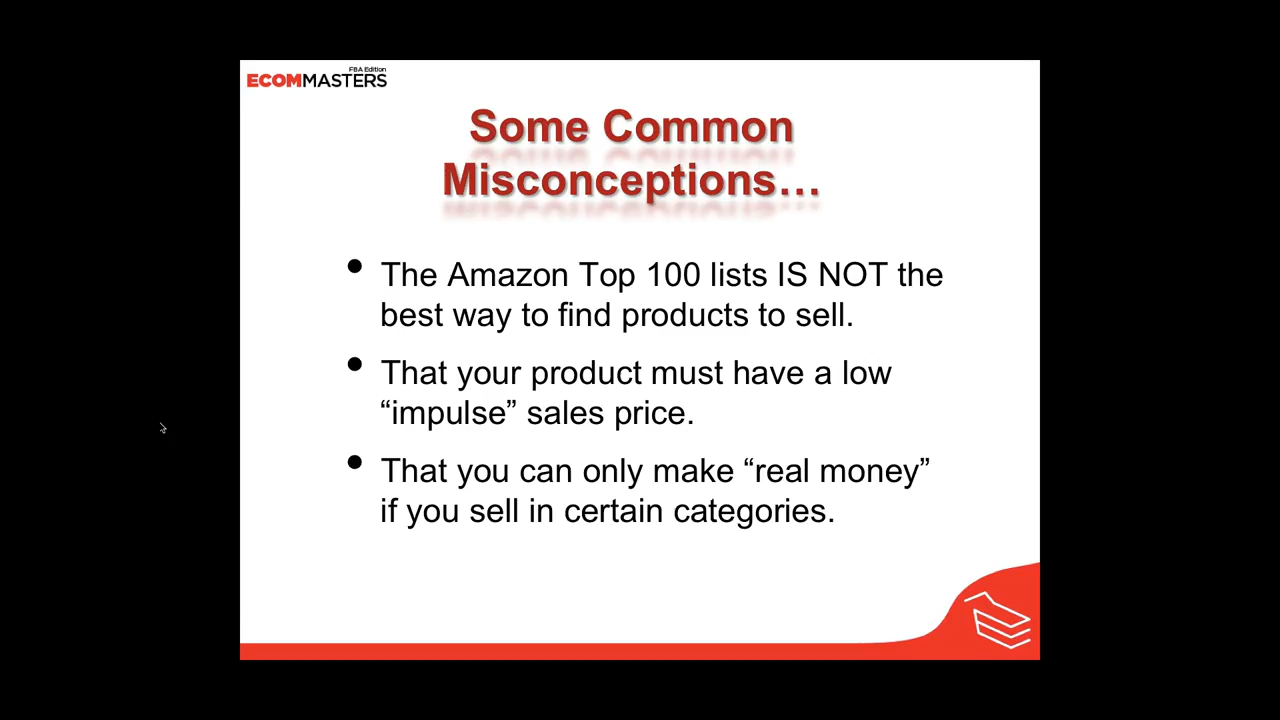 FBA Edition
ECOMMASTERS
Some Common
Misconceptions…
• The Amazon Top 100 lists IS NOT the
best way to find products to sell.
• That your product must have a low
“impulse” sales price.
• That you can only make “real money”
if you sell in certain categories.